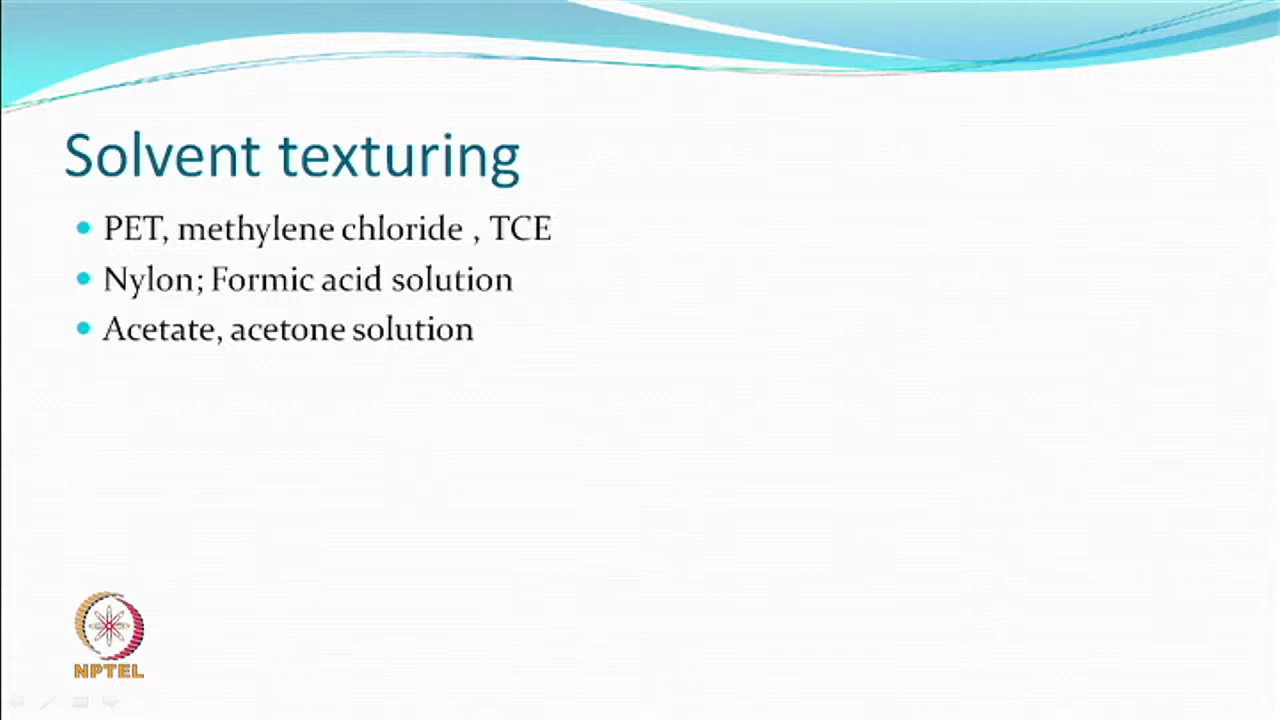 Solvent texturing
PET, methylene chloride , TCE
Nylon; Formic acid solution
Acetate, acetone solution
NPTEL